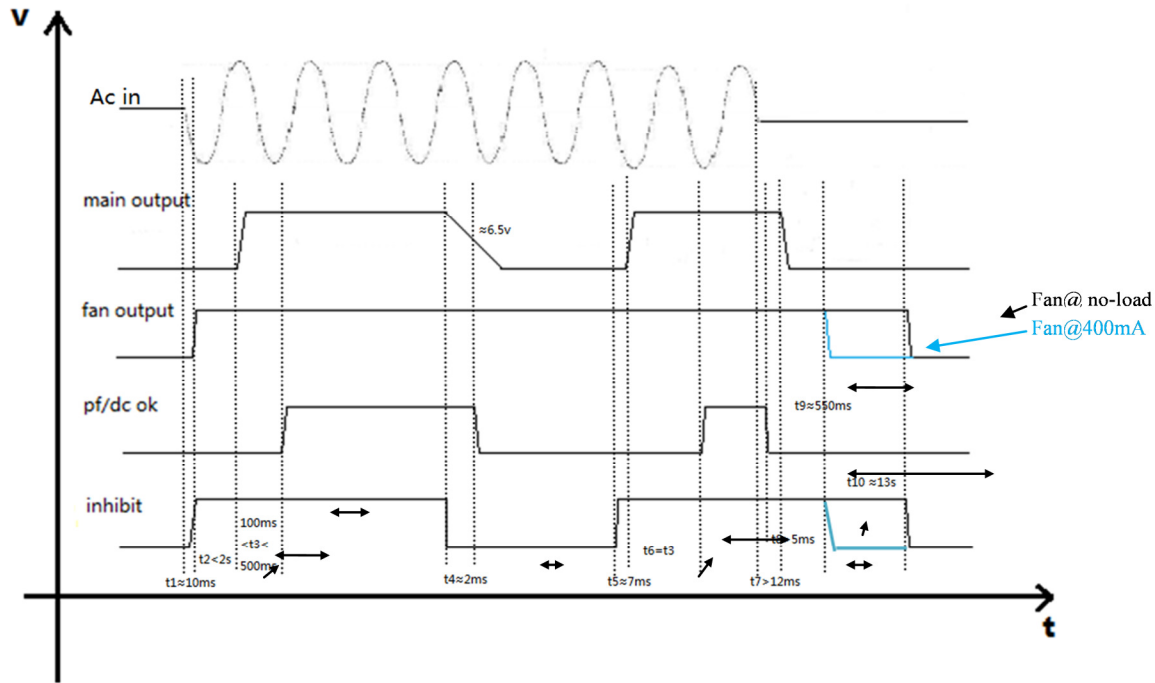 V
Ac in
main output
≈6.5v
fan output
Fan@ no-load
Fan@400mA
t9≈550ms
pf/dc ok
t10 ≈13s
inhibit
100ms
<t3<
500ms
t2<2s
t6=t3
5ms
t1≈10ms
t4≈2ms
t5≈7ms
t7>12ms
t